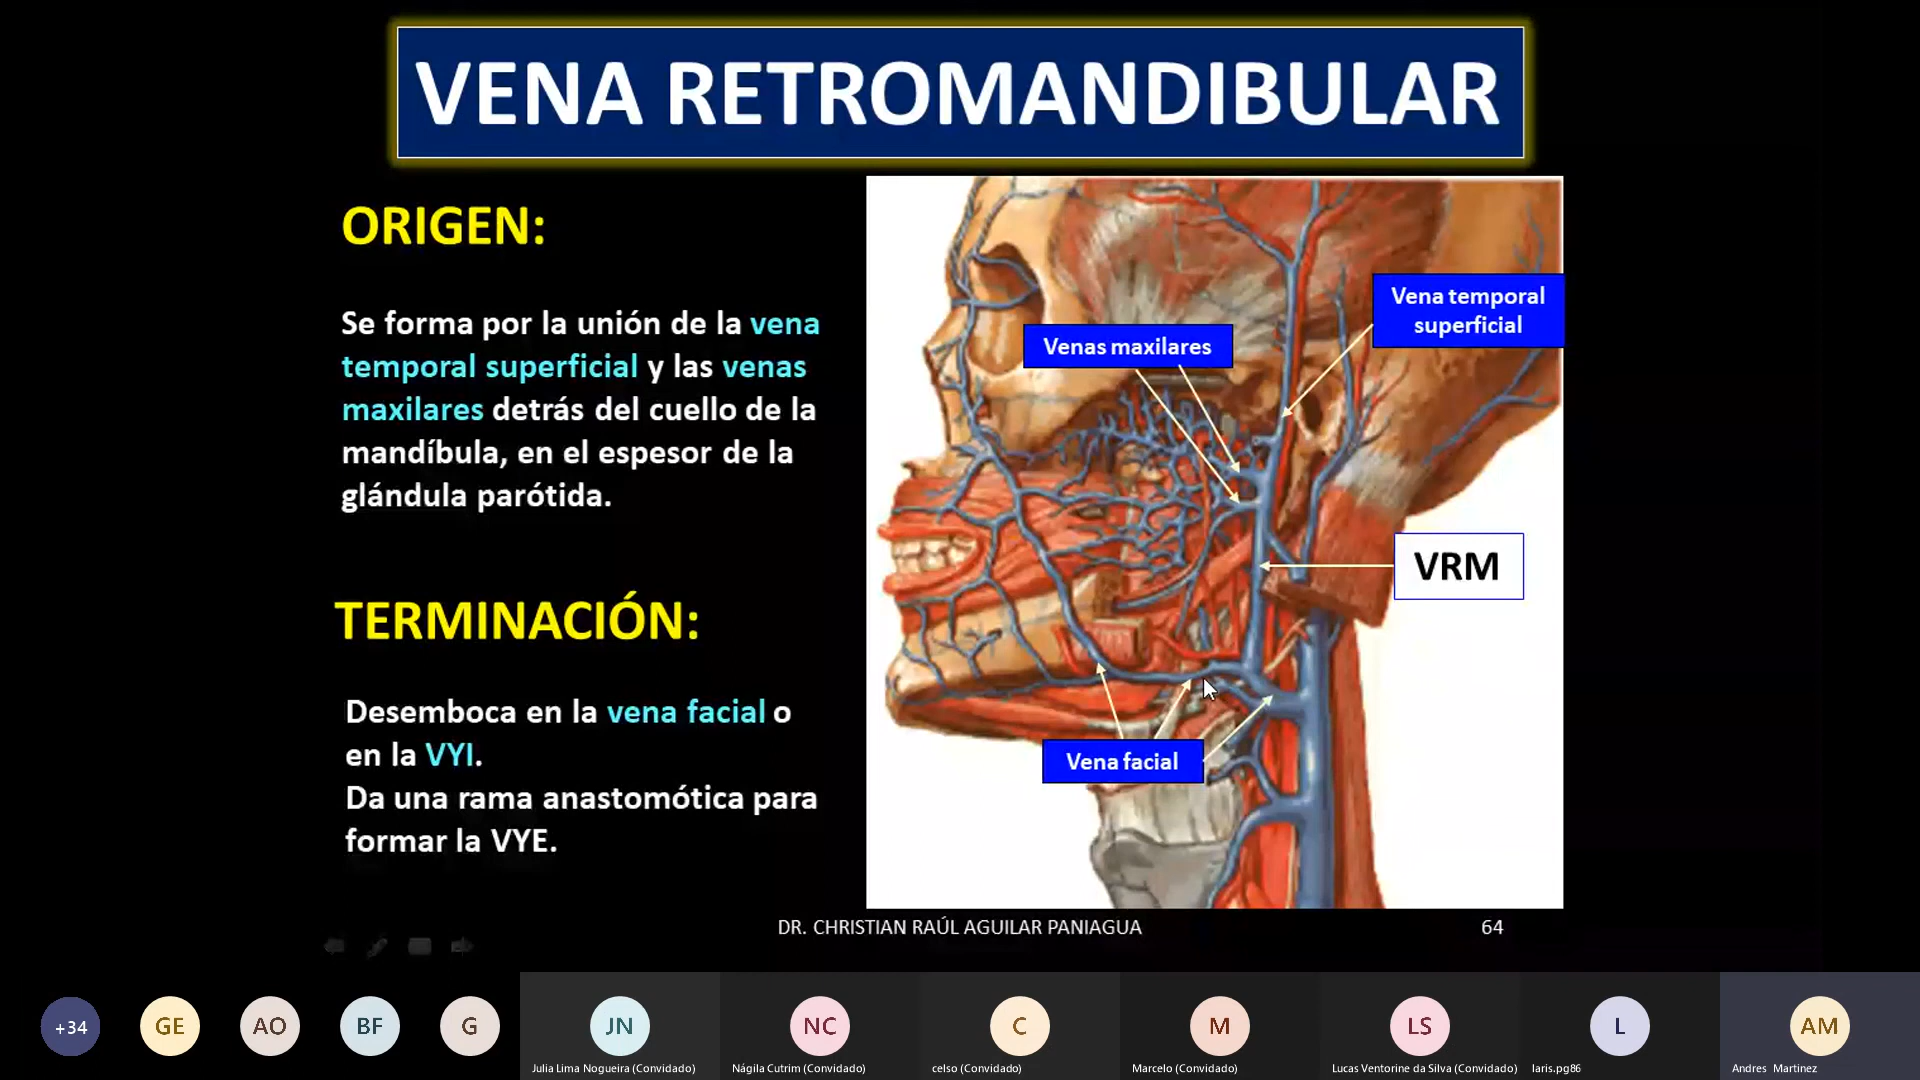 VENA RETROMANDIBULAR
ORIGEN:
Se forma por la unión de la vena
temporal superficial y las venas
maxilares detrás del cuello de la
mandíbula, en el espesor de la
glándula parótida.
TERMINACIÓN:
Desemboca en la vena facial o
en la VYI.
Da una rama anastomótica para
formar la VYE.
Vena temporal
superficial
Venas maxilares
VRM
Vena facial
DR. CHRISTIAN RAÚL AGUILAR PANIAGUA
64
+34
GE
AO
BF
G
JN
NC
C
M
LS
L
AM
Julia Lima Nogueira (Convidado)
Nágila Cutrim (Convidado)
celso (Convidado)
Marcelo (Convidado)
Lucas Ventorine da Silva (Convidado)
laris.pg86
Andres Martinez